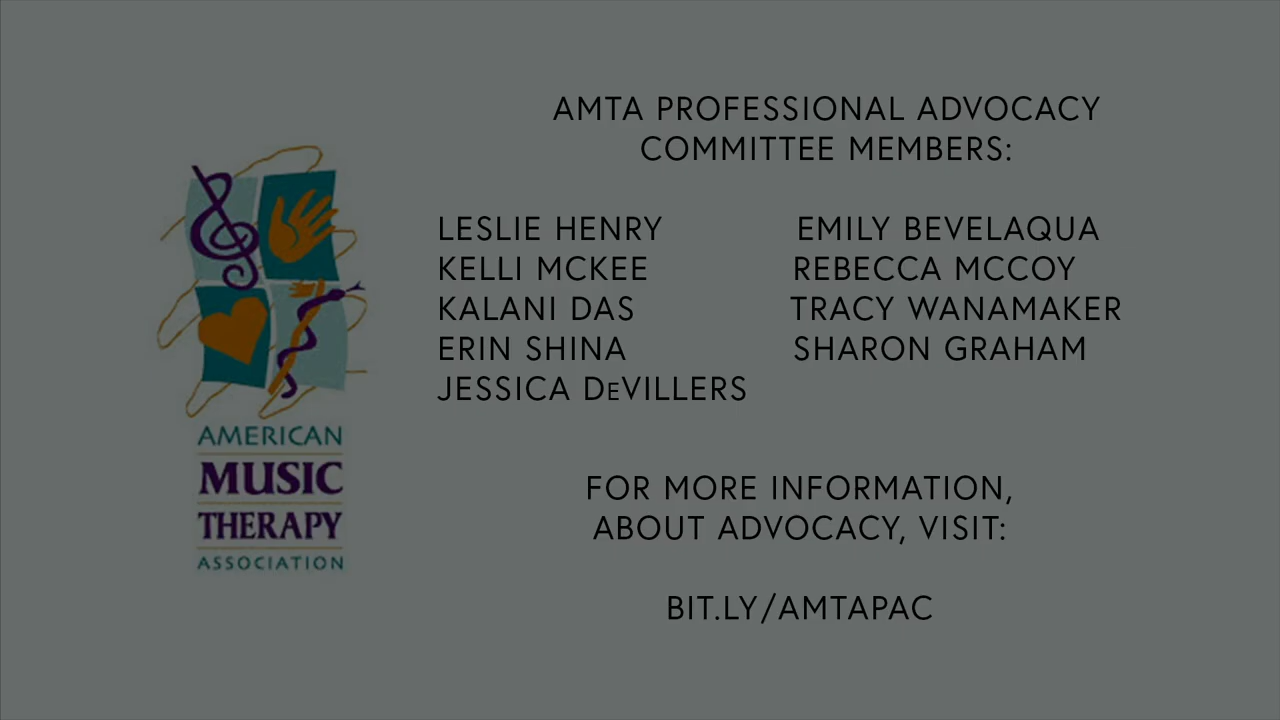 AMTA PROFESSIONAL ADVOCACY
COMMITTEE MEMBERS:
LESLIE HENRY
KELLI MCKEE
KALANI DAS
ERIN SHINA
JESSICA DeVILLERS
EMILY BEVELAQUA
REBECCA MCCOY
TRACY WANAMAKER
SHARON GRAHAM
FOR MORE INFORMATION,
ABOUT ADVOCACY, VISIT:
BIT.LY/AMTAPAC
AMERICAN
MUSIC
THERAPY
ASSOCIATION